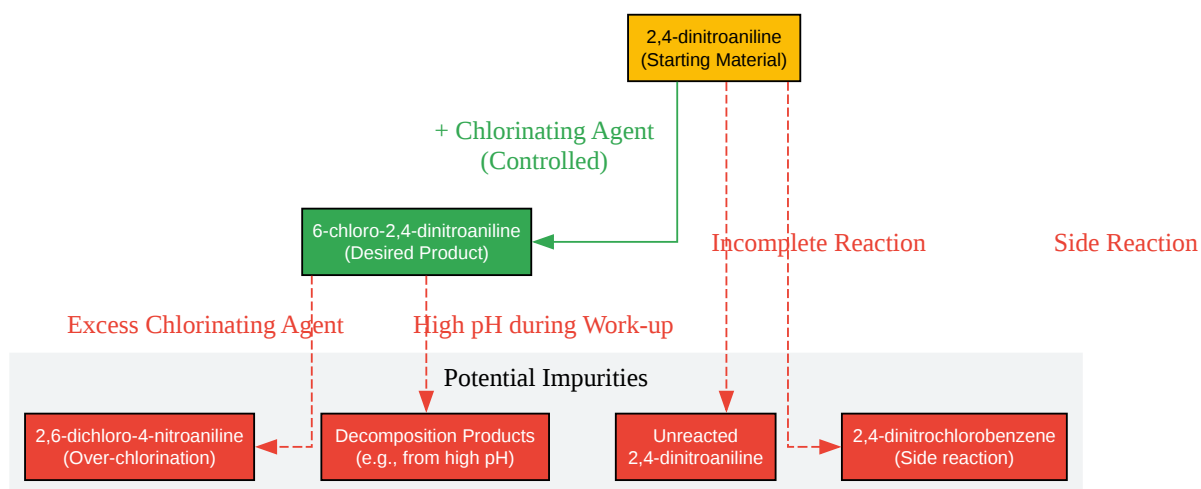 2,4-dinitroaniline
(Starting Material)
+ Chlorinating Agent
(Controlled)
6-chloro-2,4-dinitroaniline
(Desired Product)
Incomplete Reaction
Side Reaction
Excess Chlorinating Agent
High pH during Work-up
Potential Impurities
2,6-dichloro-4-nitroaniline
(Over-chlorination)
Decomposition Products
(e.g., from high pH)
Unreacted
2,4-dinitroaniline
2,4-dinitrochlorobenzene
(Side reaction)